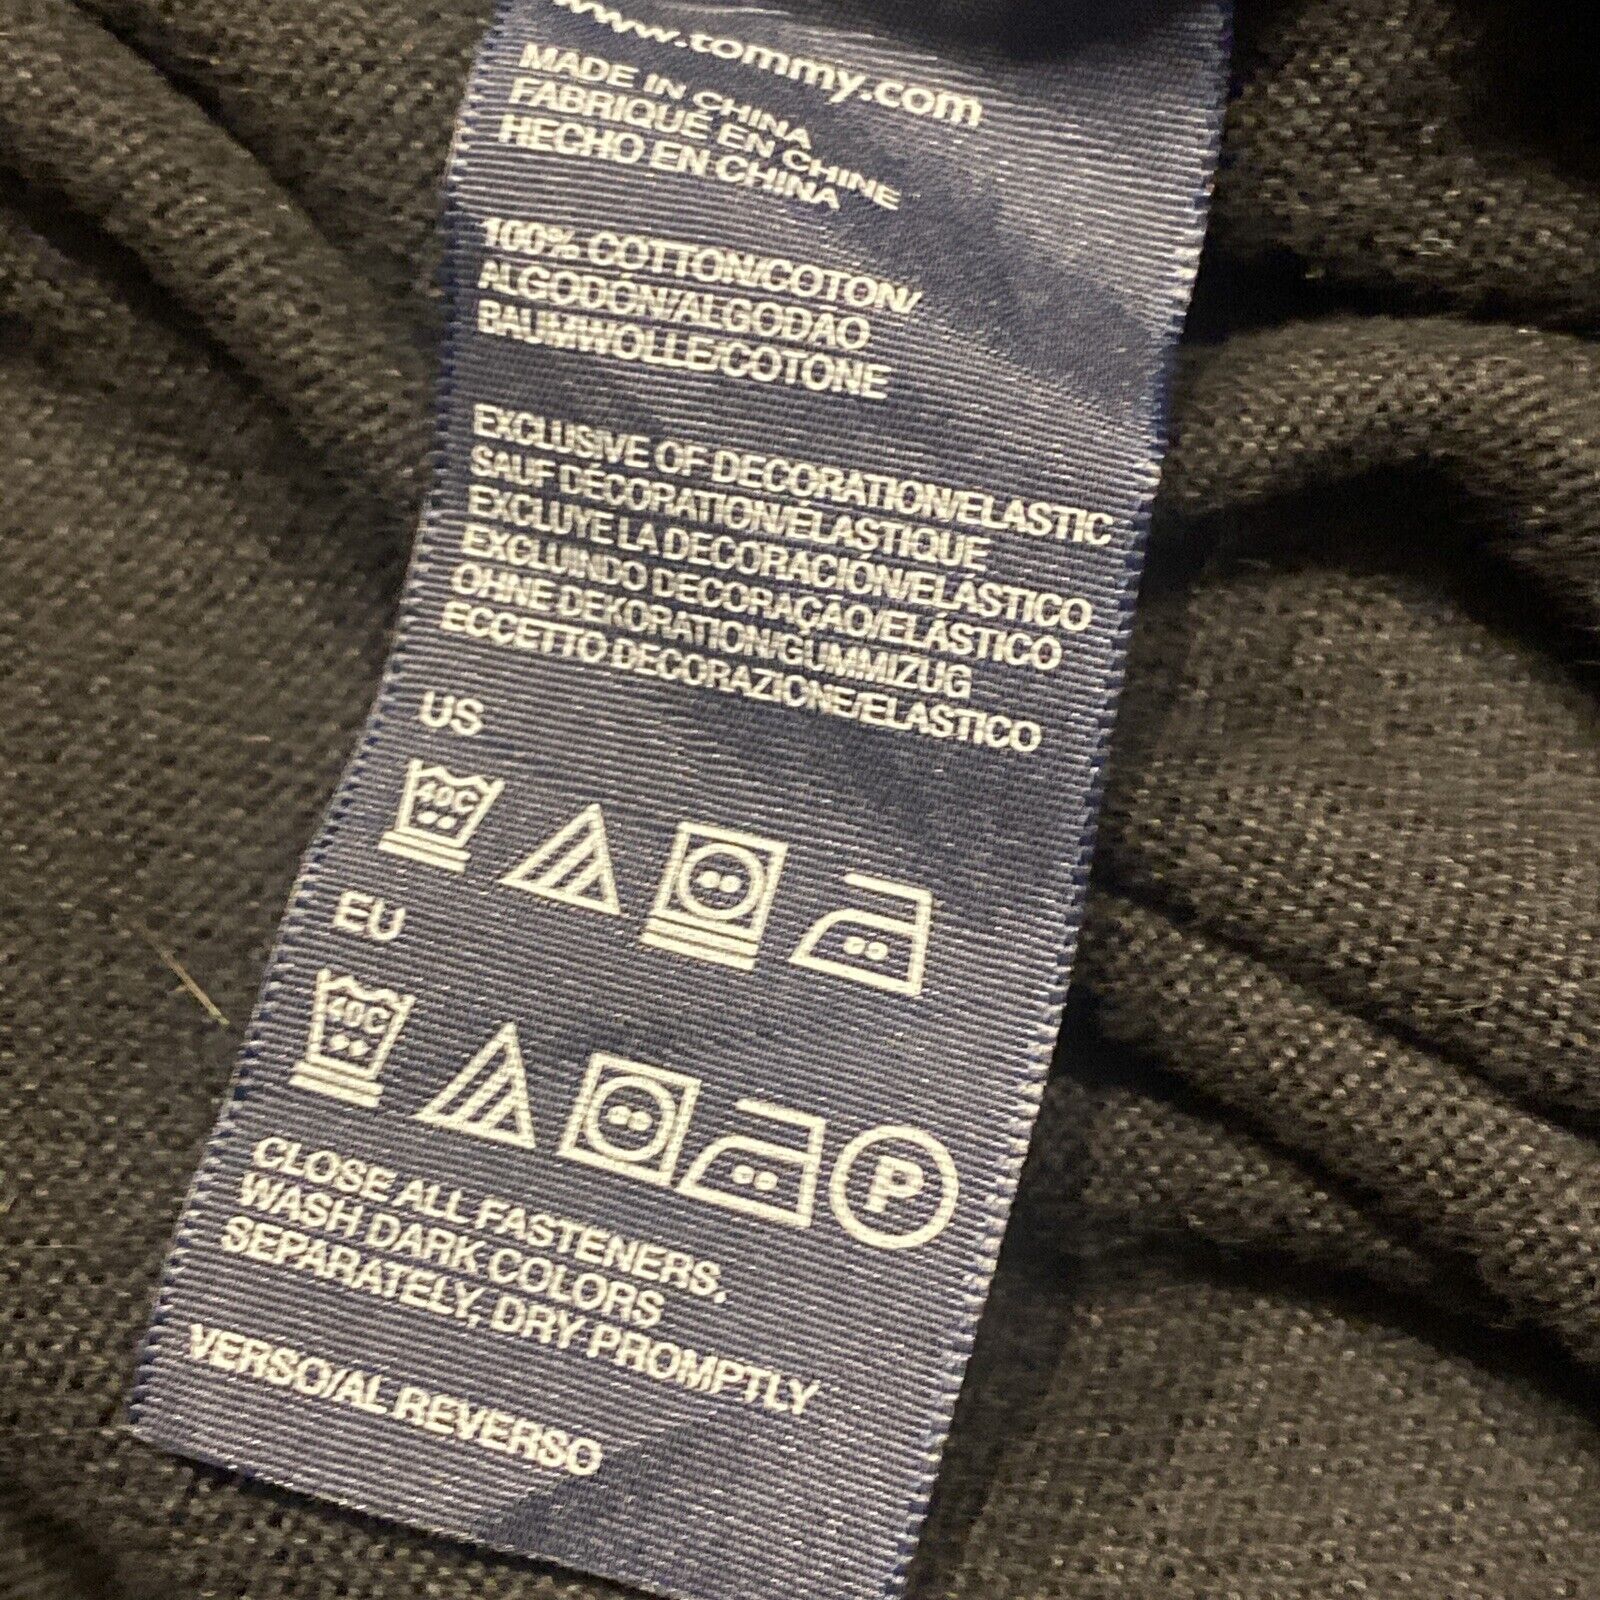 www.tommy.com
MADE IN CHINA
FABRIQUÉ EN CHINE
HECHO EN CHINA
100% COTTON/COTON/
ALGODÓN/ALGODAO
BAUMWOLLE/COTONE
EXCLUSIVE OF DECORATION/ELASTIC
SAUF DÉCORATION/ÉLASTIQUE
EXCLUYE LA DECORACIÓN/ELÁSTICO
EXCLUINDO DECORAÇÃO/ELÁSTICO
OHNE DEKORATION/GUMMIZUG
ECCETTO DECORAZIONE/ELASTICO
US
40C
EU
40C
P
CLOSE ALL FASTENERS.
WASH DARK COLORS
SEPARATELY, DRY PROMPTLY
VERSO/AL REVERSO